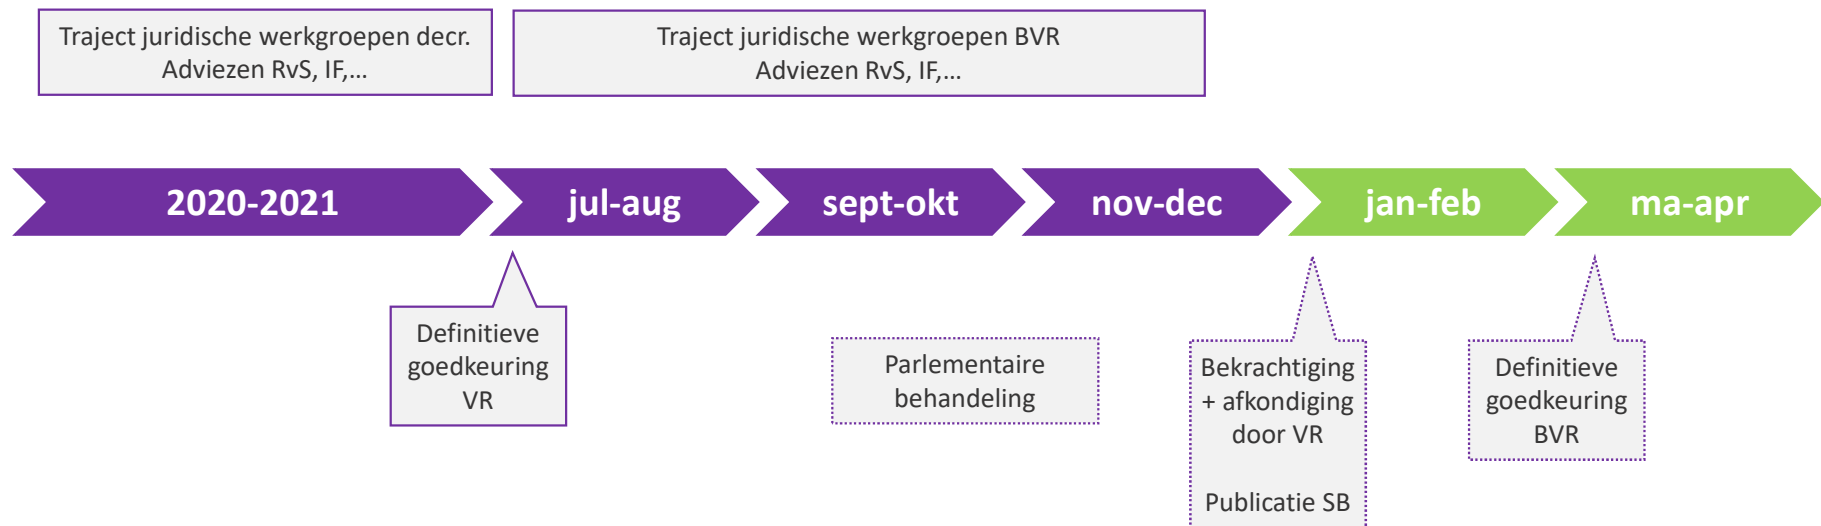 Traject juridische werkgroepen decr.
Adviezen RvS, IF,...
Traject juridische werkgroepen BVR
Adviezen RvS, IF,...
2020-2021
jul-aug
sept-okt
nov-dec
jan-feb
ma-apr
Definitieve
goedkeuring
VR
Parlementaire
behandeling
Bekrachtiging
+ afkondiging
door VR
Publicatie SB
Definitieve
goedkeuring
BVR